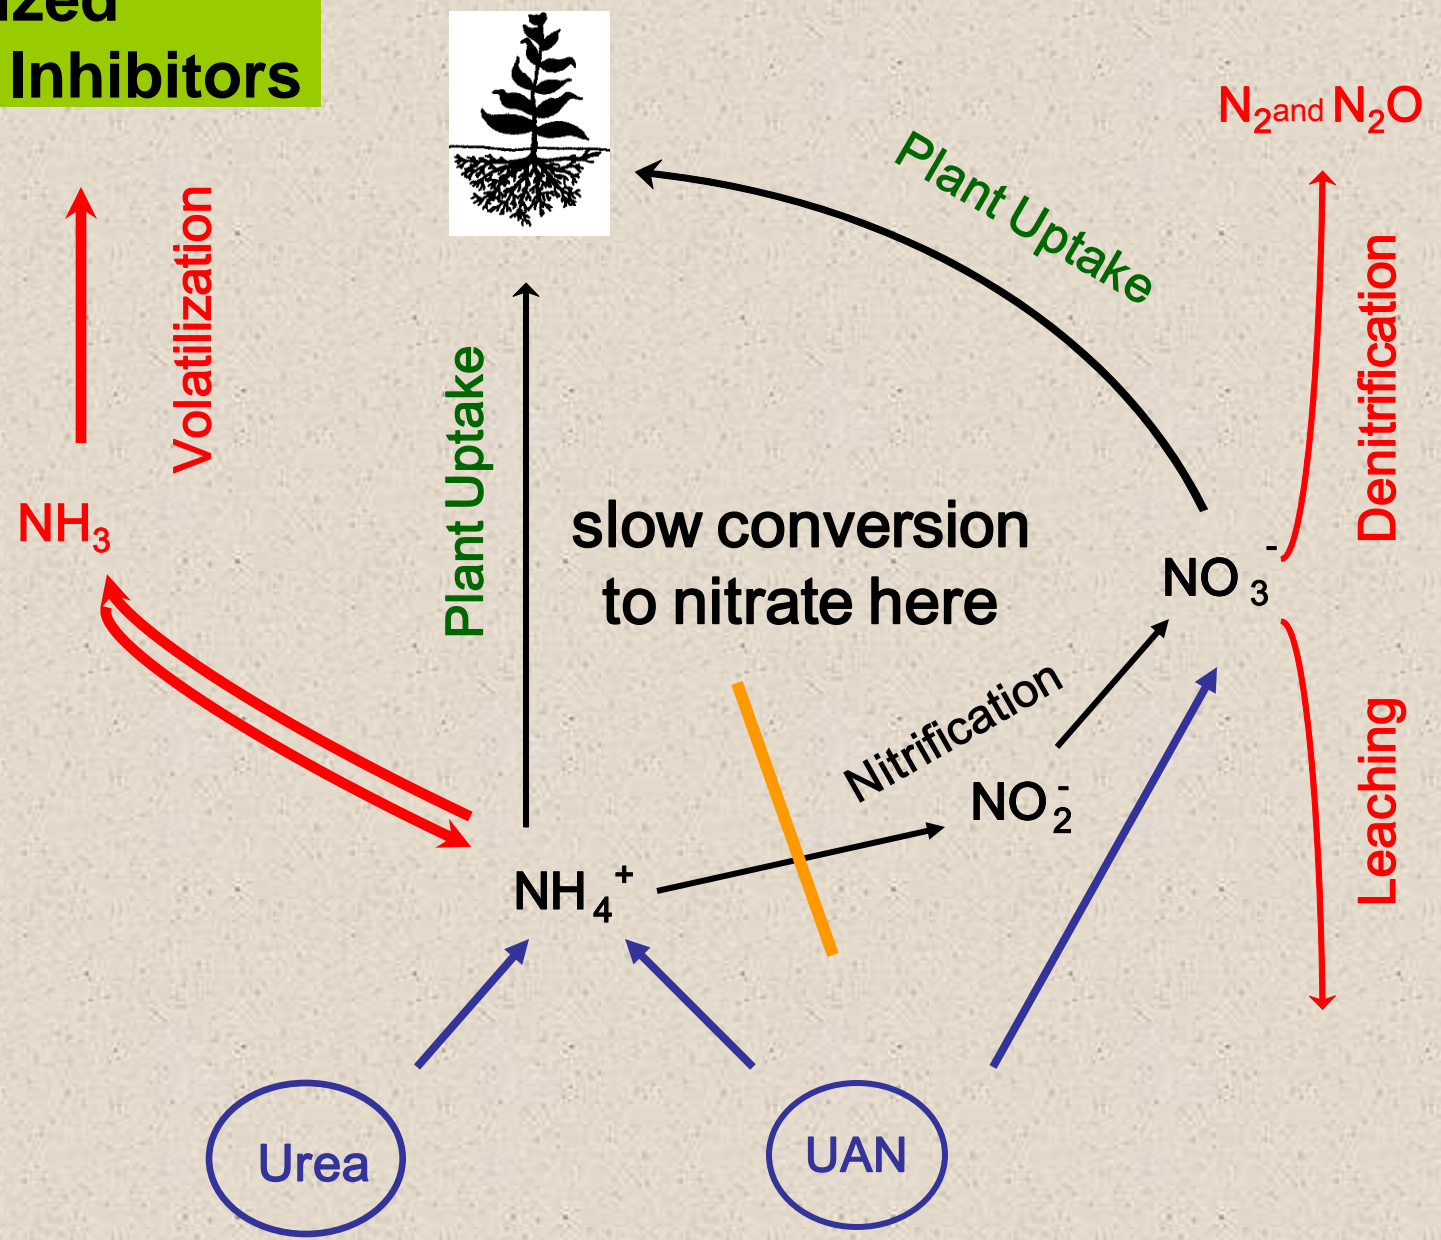 Inhibitors
N2and N2O
Plant Uptake
Volatilization
Denitrification
Plant Uptake
NH3
slow conversion
to nitrate here
NO3-
Nitrification
Leaching
NO2-
NH4+
Urea
UAN